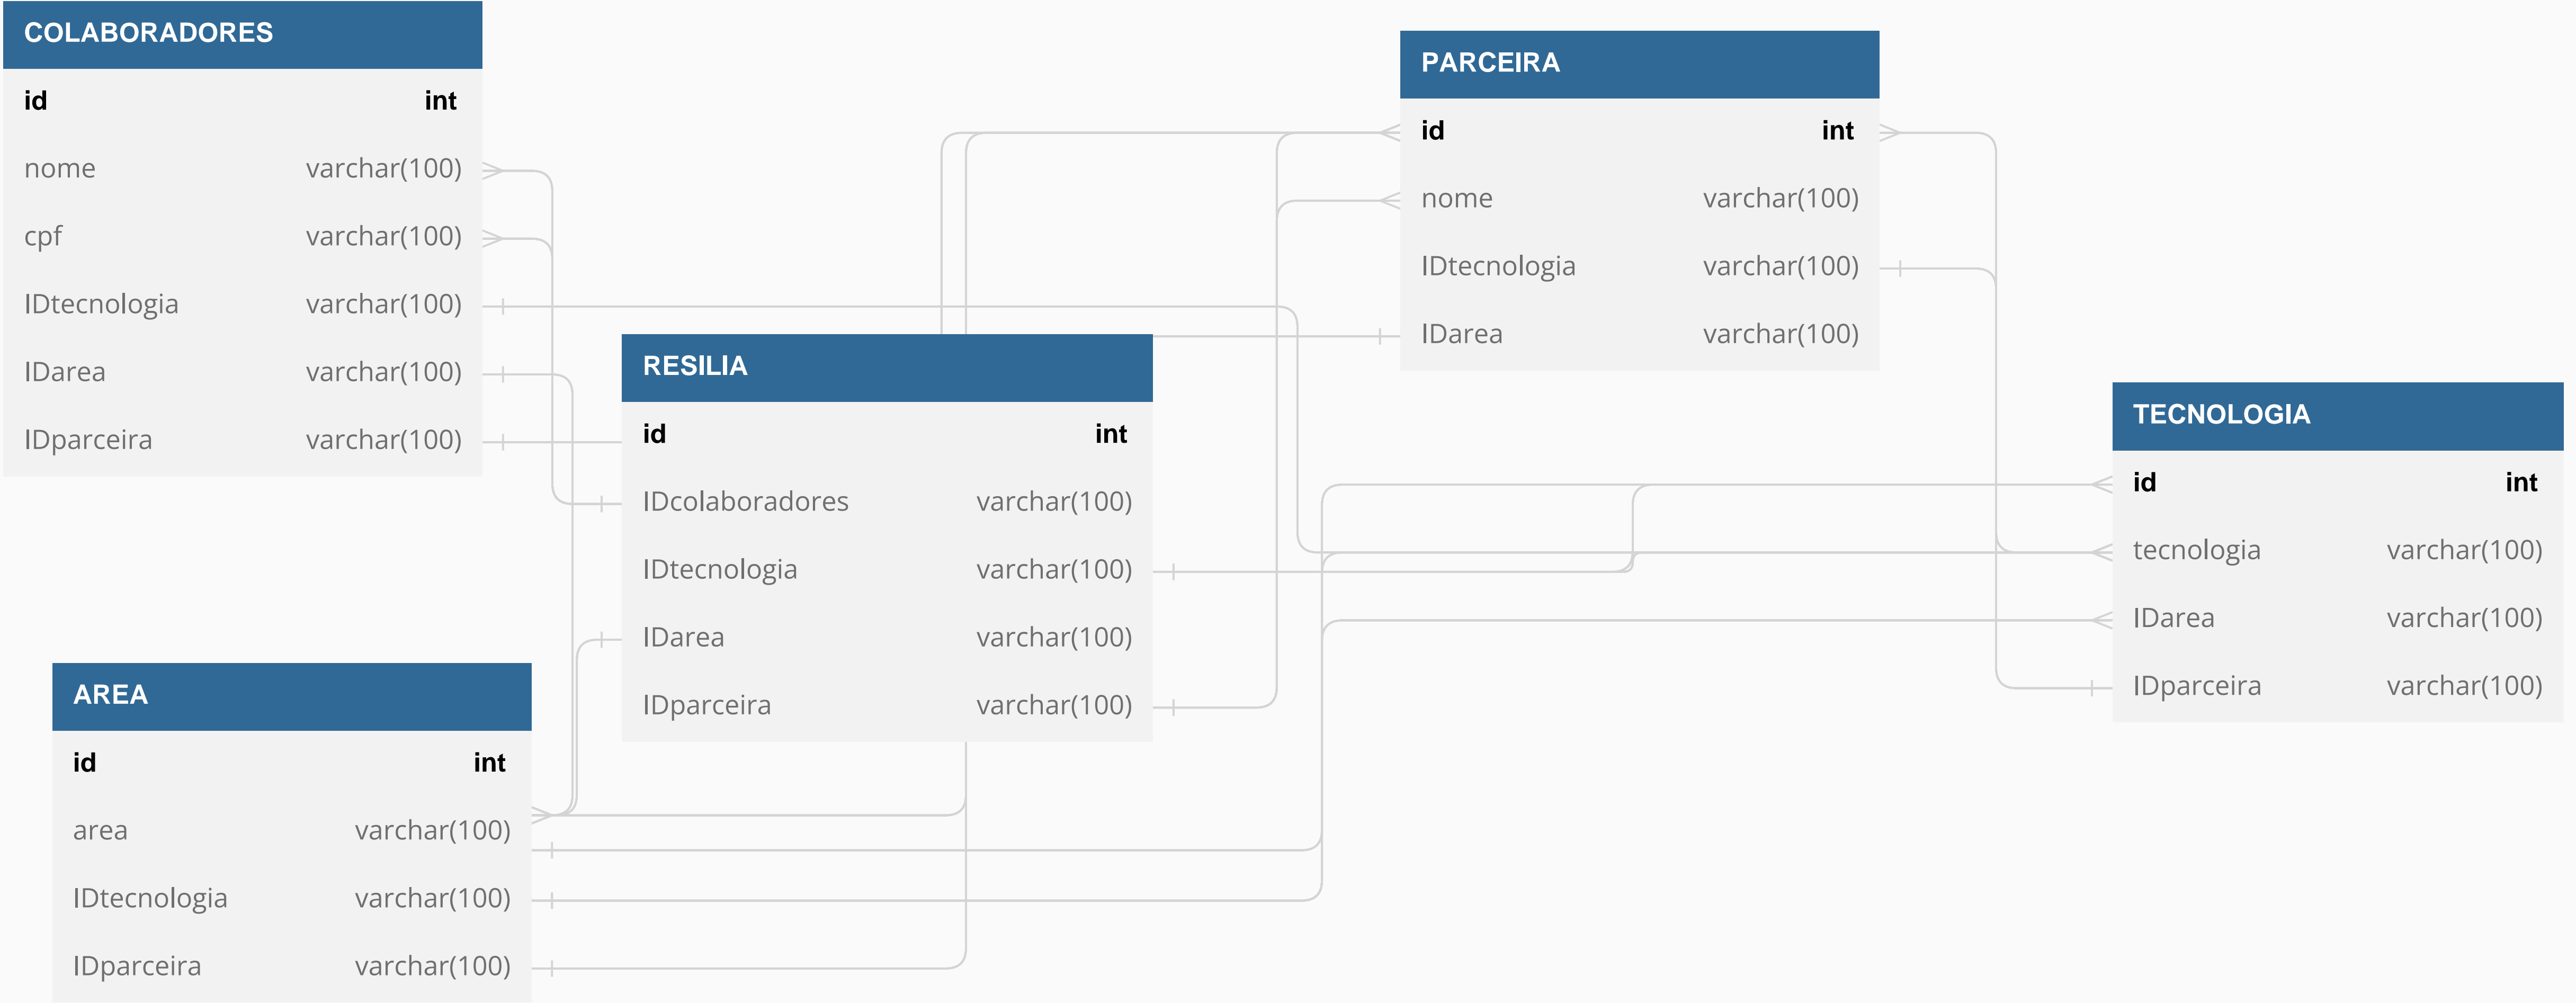 COLABORADORES
id int
nome varchar(100)
cpf varchar(100)
IDtecnologia varchar(100)
IDarea varchar(100)
IDparceira varchar(100)
PARCEIRA
id int
nome varchar(100)
IDtecnologia varchar(100)
IDarea varchar(100)
RESILIA
id int
IDcolaboradores varchar(100)
IDtecnologia varchar(100)
IDarea varchar(100)
IDparceira varchar(100)
TECNOLOGIA
id int
tecnologia varchar(100)
IDarea varchar(100)
IDparceira varchar(100)
AREA
id int
area varchar(100)
IDtecnologia varchar(100)
IDparceira varchar(100)